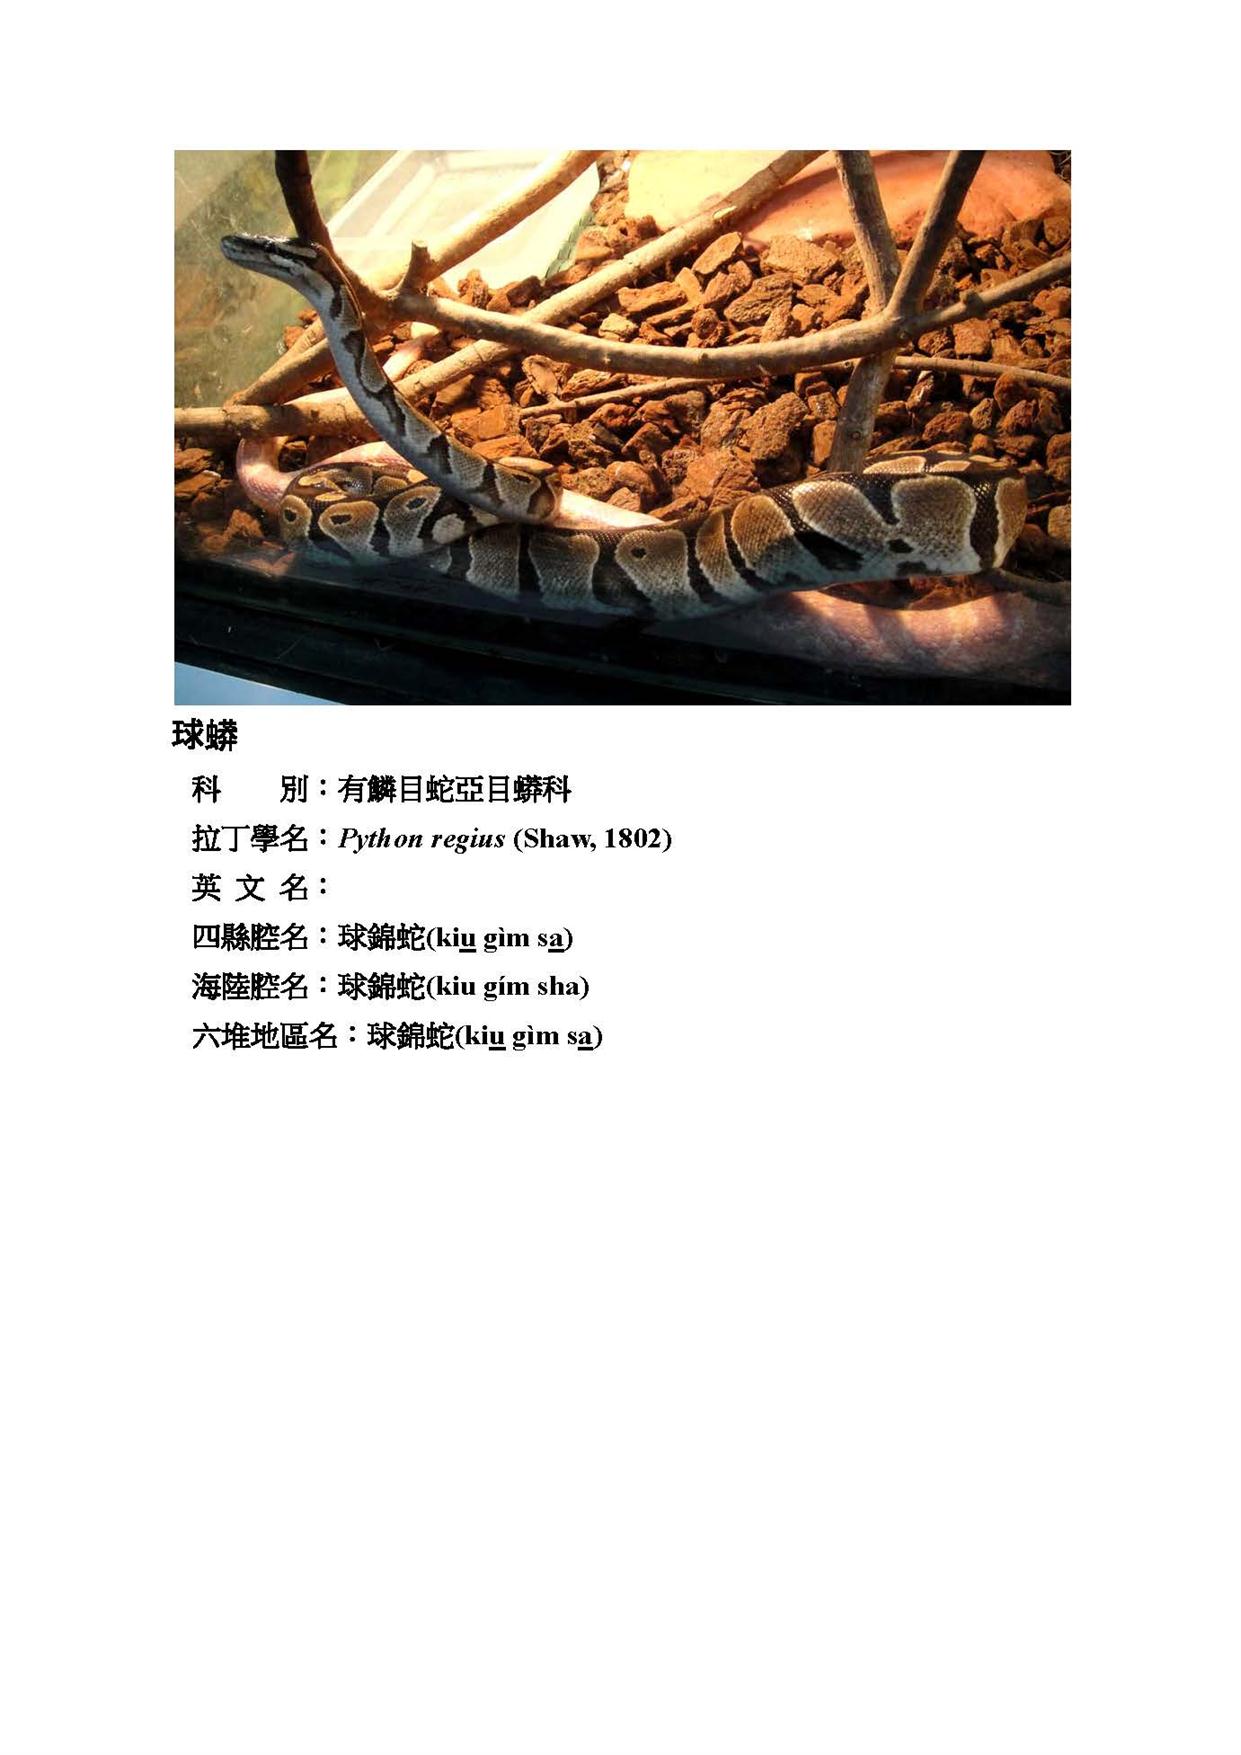 球蟒
科　　別：有鱗目蛇亞目蟒科
拉丁學名：Python regius (Shaw, 1802)
英 文 名：
四縣腔名：球錦蛇(kiu̲ gìm sa̲)
海陸腔名：球錦蛇(kiu gím sha)
六堆地區名：球錦蛇(kiu̲ gìm sa̲)